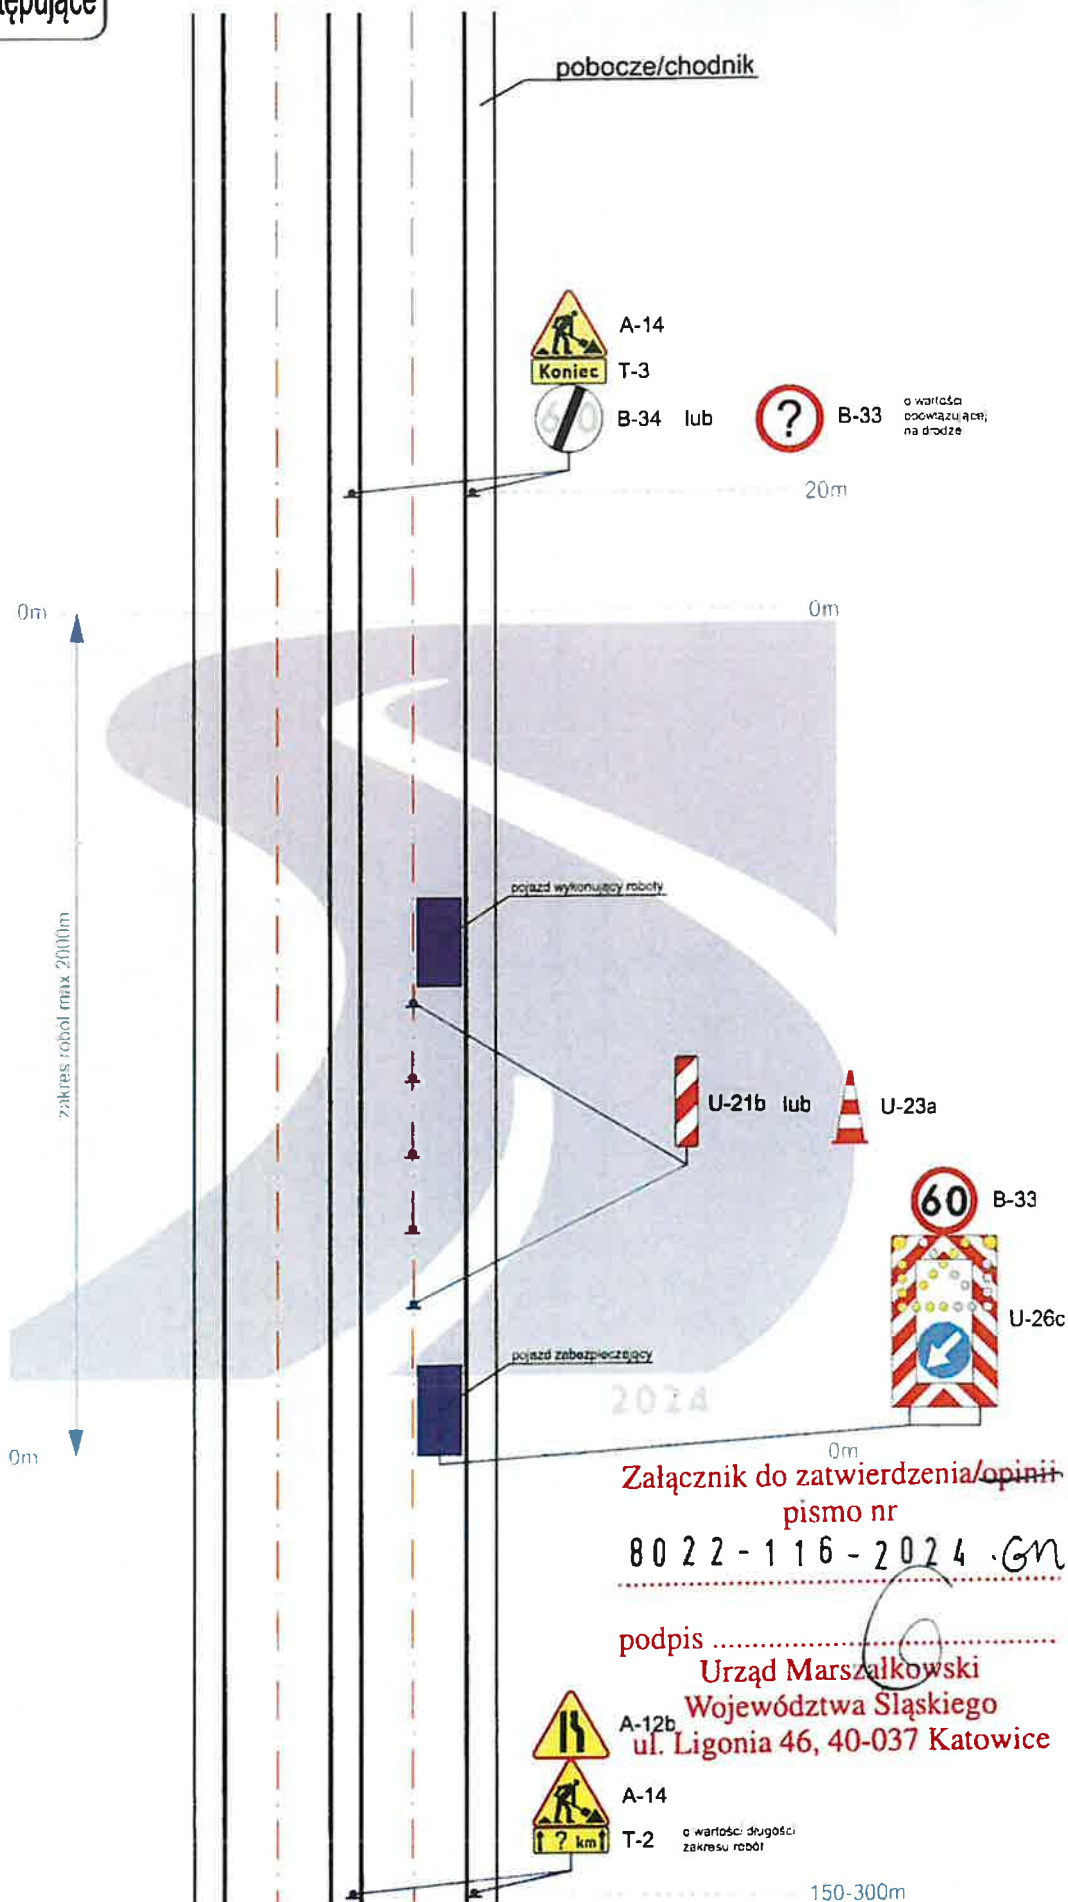 pobocze/chodnik
A-14
Koniec T-3
60 B-34 lub ? B-33 o wartości obowiązującej na drodze
20m
0m 0m
pojazd wykonujący roboty
zakres robót max 2000m
U-21b lub U-23a
60 B-33
U-26c
pojazd zabezpieczający
2024
0m 0m
Załącznik do zatwierdzenia/opinii
pismo nr
8022-116-2024.GM
podpis
Urząd Marszałkowski
Województwa Śląskiego
ul. Ligonia 46, 40-037 Katowice
A-12b
A-14
? km T-2 o wartości długości zakresu robót
150-300m